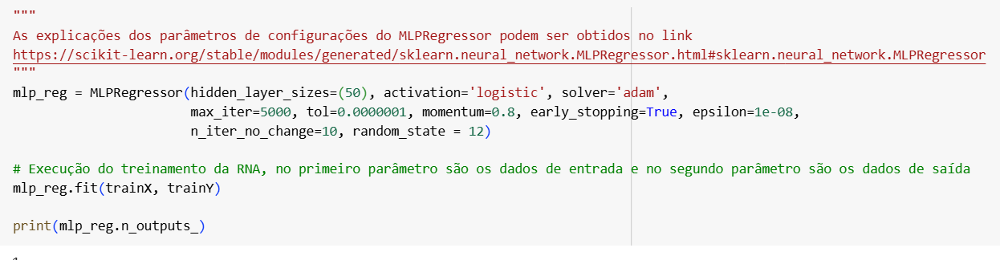 """
As explicações dos parâmetros de configurações do MLPRegressor podem ser obtidos no link
https://scikit-learn.org/stable/modules/generated/sklearn.neural_network.MLPRegressor.html#sklearn.neural_network.MLPRegressor
"""
mlp_reg = MLPRegressor(hidden_layer_sizes=(50), activation='logistic', solver='adam',
max_iter=5000, tol=0.0000001, momentum=0.8, early_stopping=True, epsilon=1e-08,
n_iter_no_change=10, random_state = 12)
# Execução do treinamento da RNA, no primeiro parâmetro são os dados de entrada e no segundo parâmetro são os dados de saída
mlp_reg.fit(trainX, trainY)
print(mlp_reg.n_outputs_)